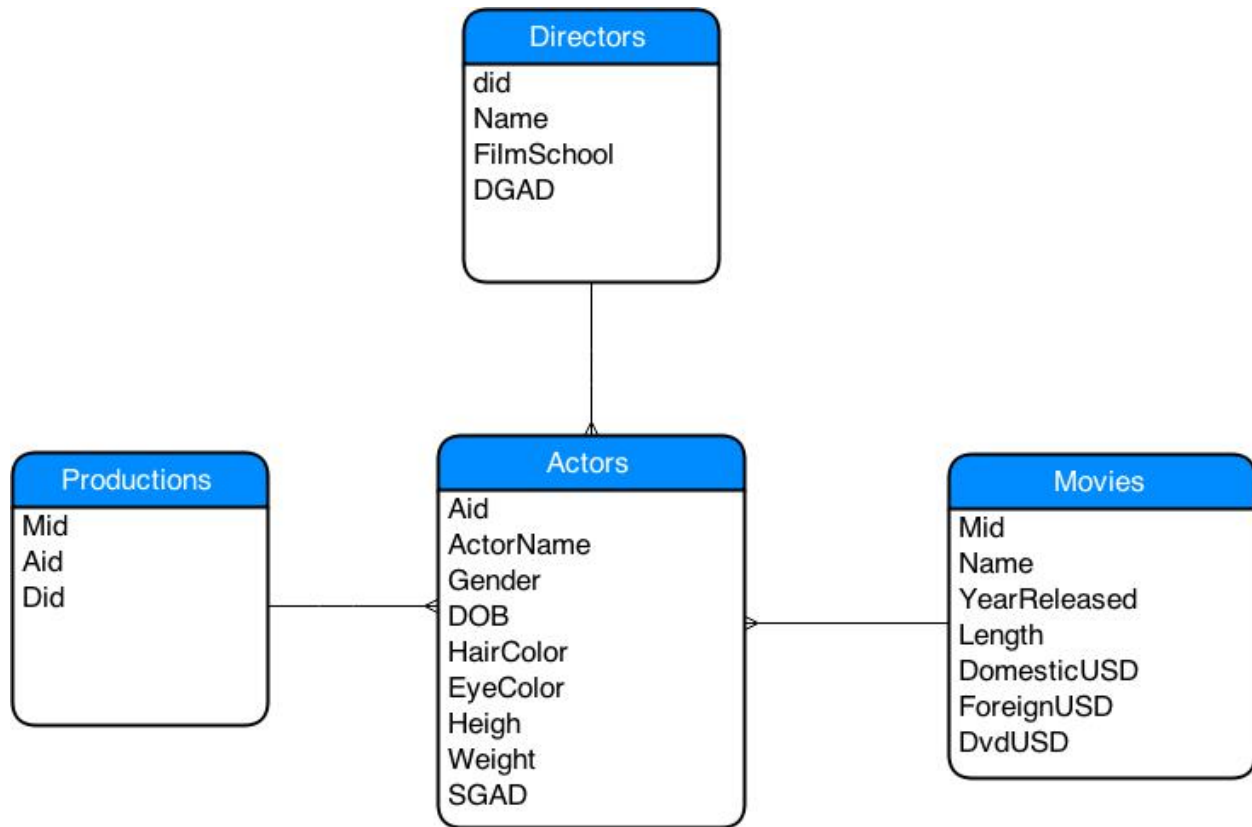 Directors
did
Name
FilmSchool
DGAD
Productions
Mid
Aid
Did
Actors
Aid
ActorName
Gender
DOB
HairColor
EyeColor
Heigh
Weight
SGAD
Movies
Mid
Name
YearReleased
Length
DomesticUSD
ForeignUSD
DvdUSD